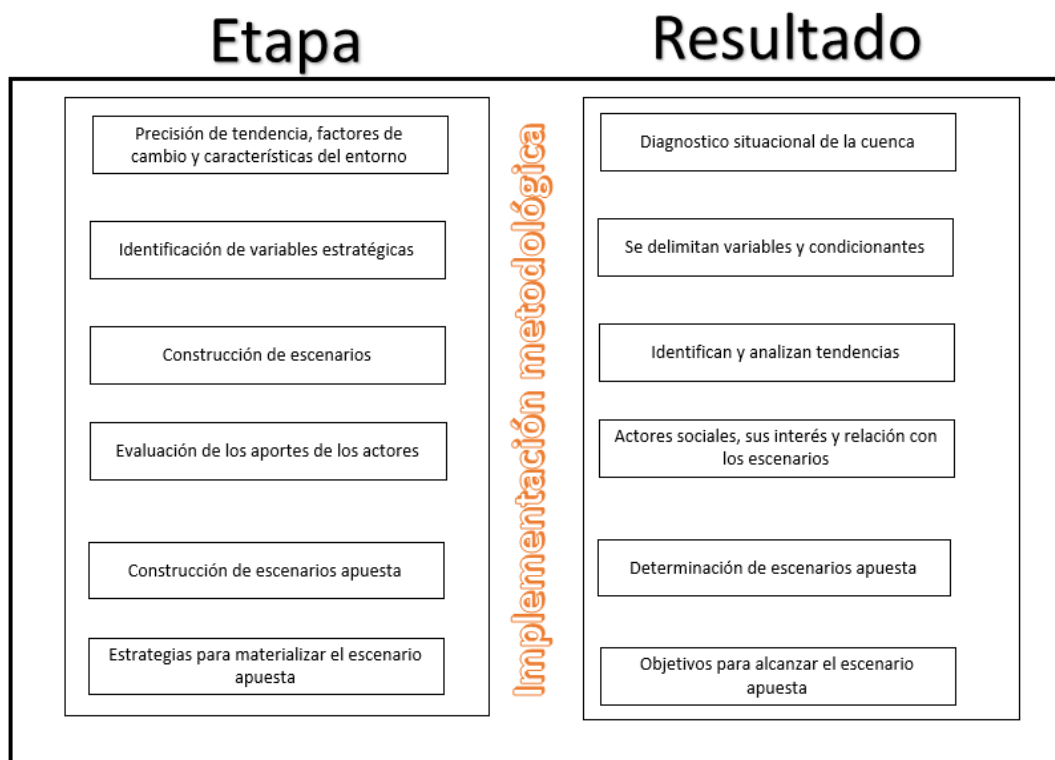 Etapa
Resultado
Precisión de tendencia, factores de
cambio y características del entorno
Identificación de variables estratégicas
Construcción de escenarios
Evaluación de los aportes de los actores
Construcción de escenarios apuesta
Estrategias para materializar el escenario
apuesta
Implementación metodológica
Diagnostico situacional de la cuenca
Se delimitan variables y condicionantes
Identifican y analizan tendencias
Actores sociales, sus interés y relación con
los escenarios
Determinación de escenarios apuesta
Objetivos para alcanzar el escenario
apuesta